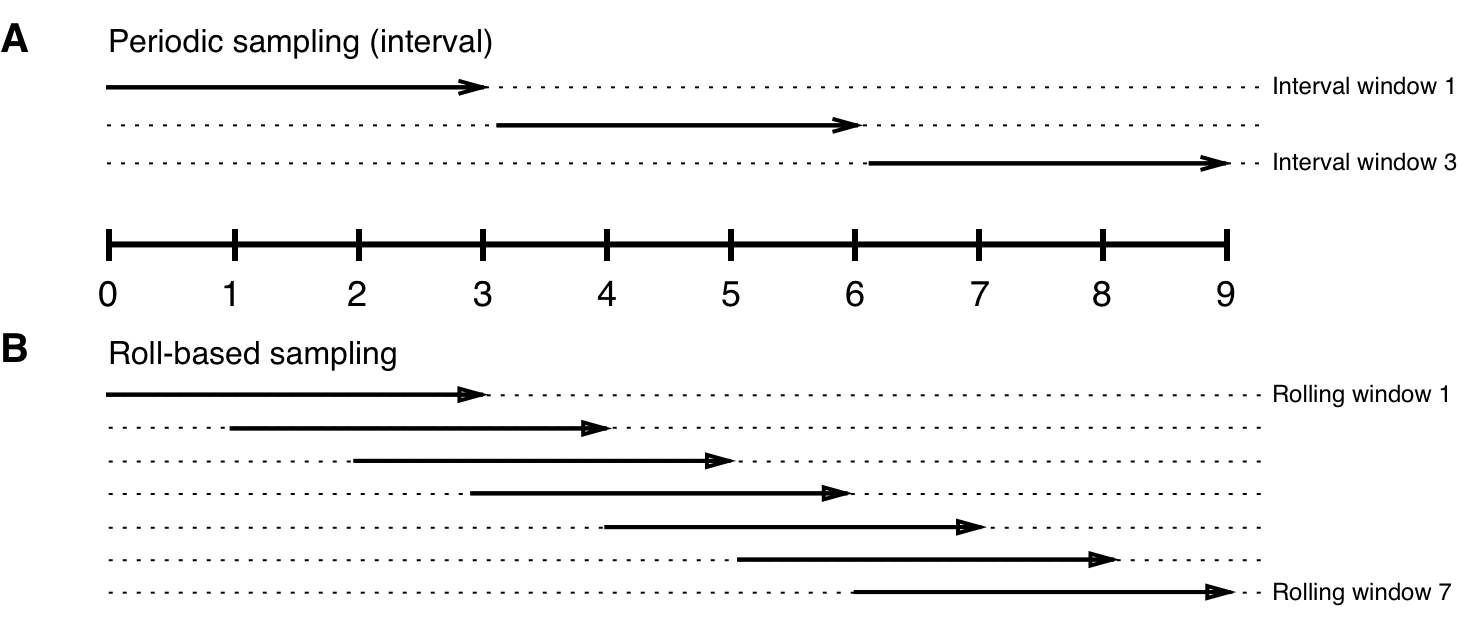 A
Periodic sampling (interval)
Interval window 1
Interval window 3
0 1 2 3 4 5 6 7 8 9
B
Roll-based sampling
Rolling window 1
Rolling window 7